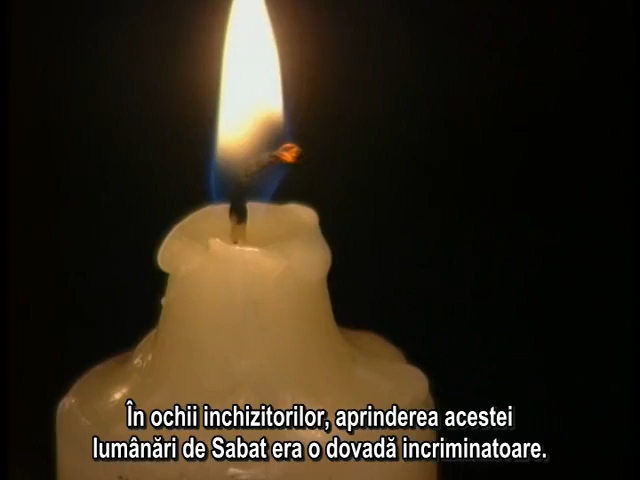 În ochii inchizitorilor, aprinderea acestei
lumânări de Sabat era o dovadă incriminatoare.